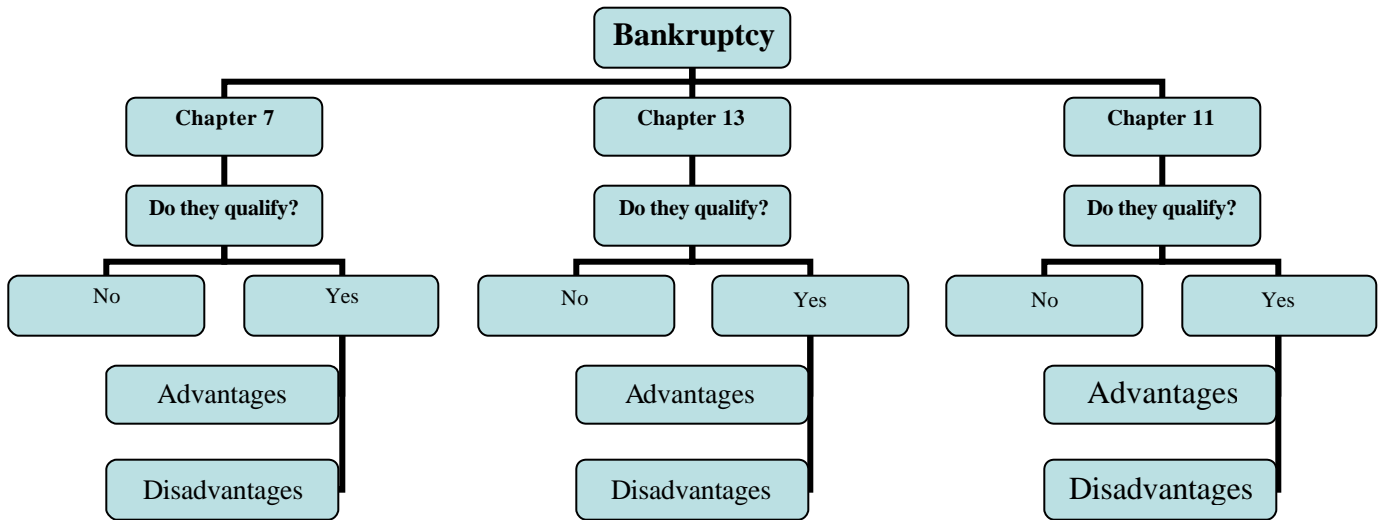 Bankruptcy
Chapter 7
Chapter 13
Chapter 11
Do they qualify?
Do they qualify?
Do they qualify?
No
Yes
No
Yes
No
Yes
Advantages
Advantages
Advantages
Disadvantages
Disadvantages
Disadvantages